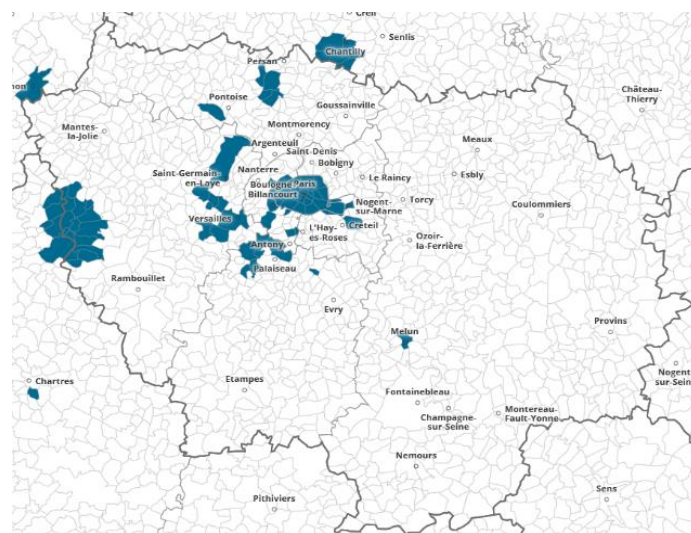 Creil
Senlis
Chantilly
Persan
Pontoise
Goussainville
Château-
Thierry
Mantes-
la-Jolie
Montmorency
Argenteuil
Saint-Denis
Bobigny
Meaux
Saint-Germain-
en-Laye
Nanterre
Le Raincy
Esbly
Boulogne
Billancourt
Paris
Nogent-
sur-Marne
Torcy
Coulommiers
Versailles
L'Hay-
es-Roses
Créteil
Ozoir-
la-Ferrière
Antony
Palaiseau
Rambouillet
Evry
Melun
Provins
Chartres
Etampes
Fontainebleau
Champagne-
sur-Seine
Montereau-
Fault-Yonne
Nogent
sur-Sein
Nemours
Pithiviers
Sens